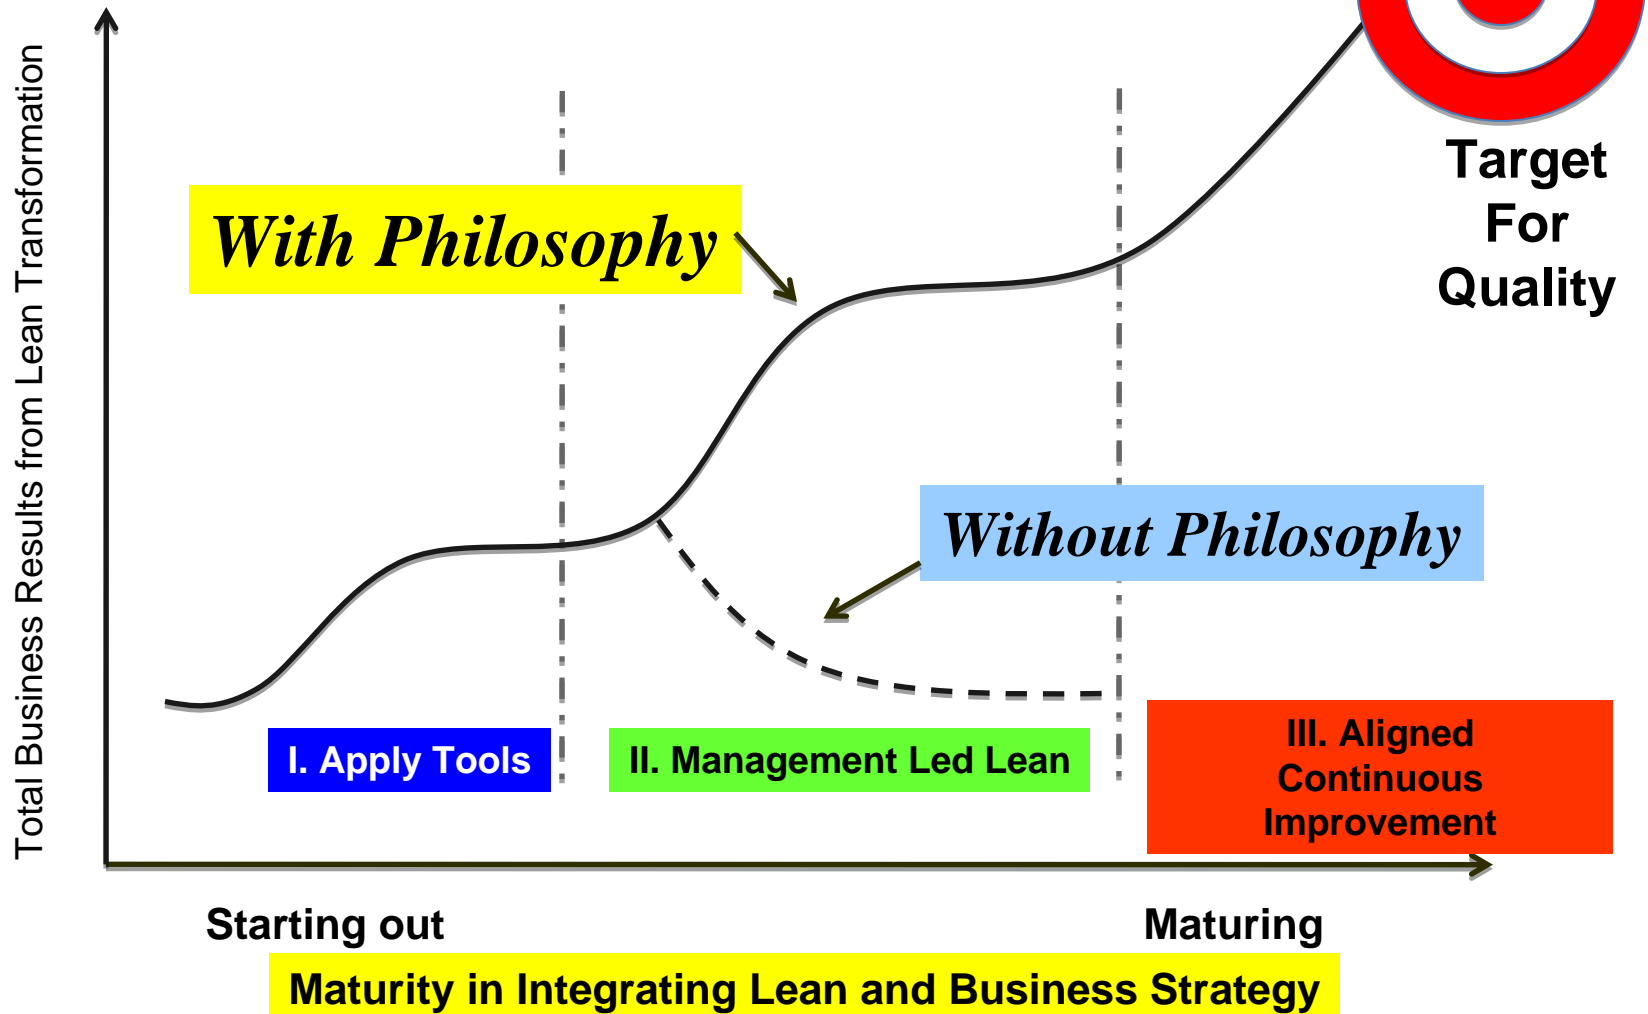 Total Business Results from Lean Transformation
Target
For
Quality
With Philosophy
Without Philosophy
I. Apply Tools
II. Management Led Lean
III. Aligned
Continuous
Improvement
Starting out
Maturing
Maturity in Integrating Lean and Business Strategy